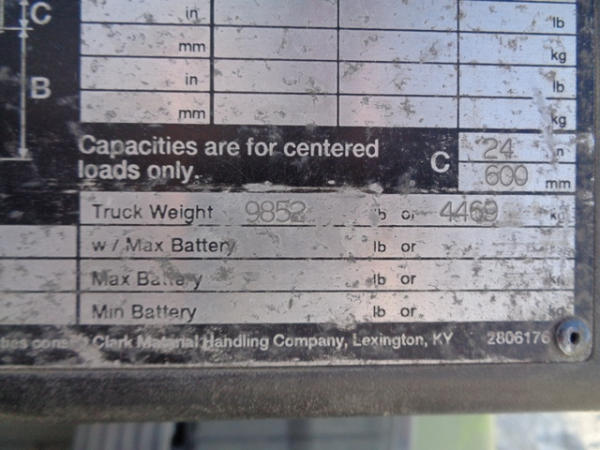 C
in lb
mm kg
B
in lb
mm kg
Capacities are for centered
loads only.
C 24 in
600 mm
Truck Weight 9852 lb or 4469 kg
w / Max Battery lb or
Max Battery lb or kg
Min Battery lb or
Clark Material Handling Company, Lexington, KY 2806176